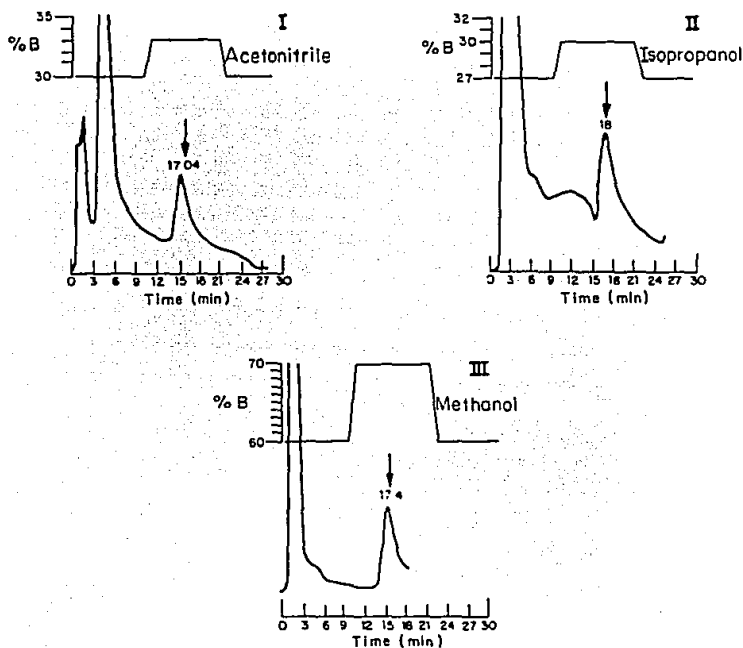 I
35
% B
30
Acetonitrile
17 04
0 3 6 9 12 15 18 21 24 27 30
Time (min)
II
32
30
% B
27
Isopropanol
18
0 3 6 9 12 15 18 21 24 27 30
Time (min)
III
70
% B
60
Methanol
17 4
0 3 6 9 12 15 18 21 24 27 30
Time (min)